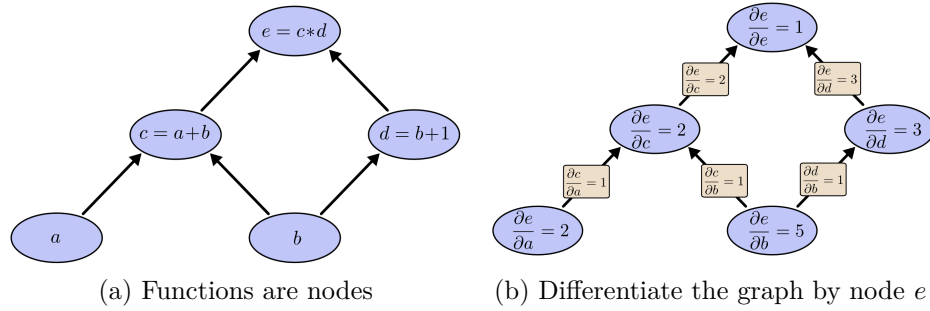 e = c*d
c = a+b
d = b+1
a
b
(a) Functions are nodes
∂e/∂e = 1
∂e/∂c = 2
∂e/∂d = 3
∂e/∂c = 2
∂e/∂d = 3
∂c/∂a = 1
∂c/∂b = 1
∂d/∂b = 1
∂e/∂a = 2
∂e/∂b = 5
(b) Differentiate the graph by node e